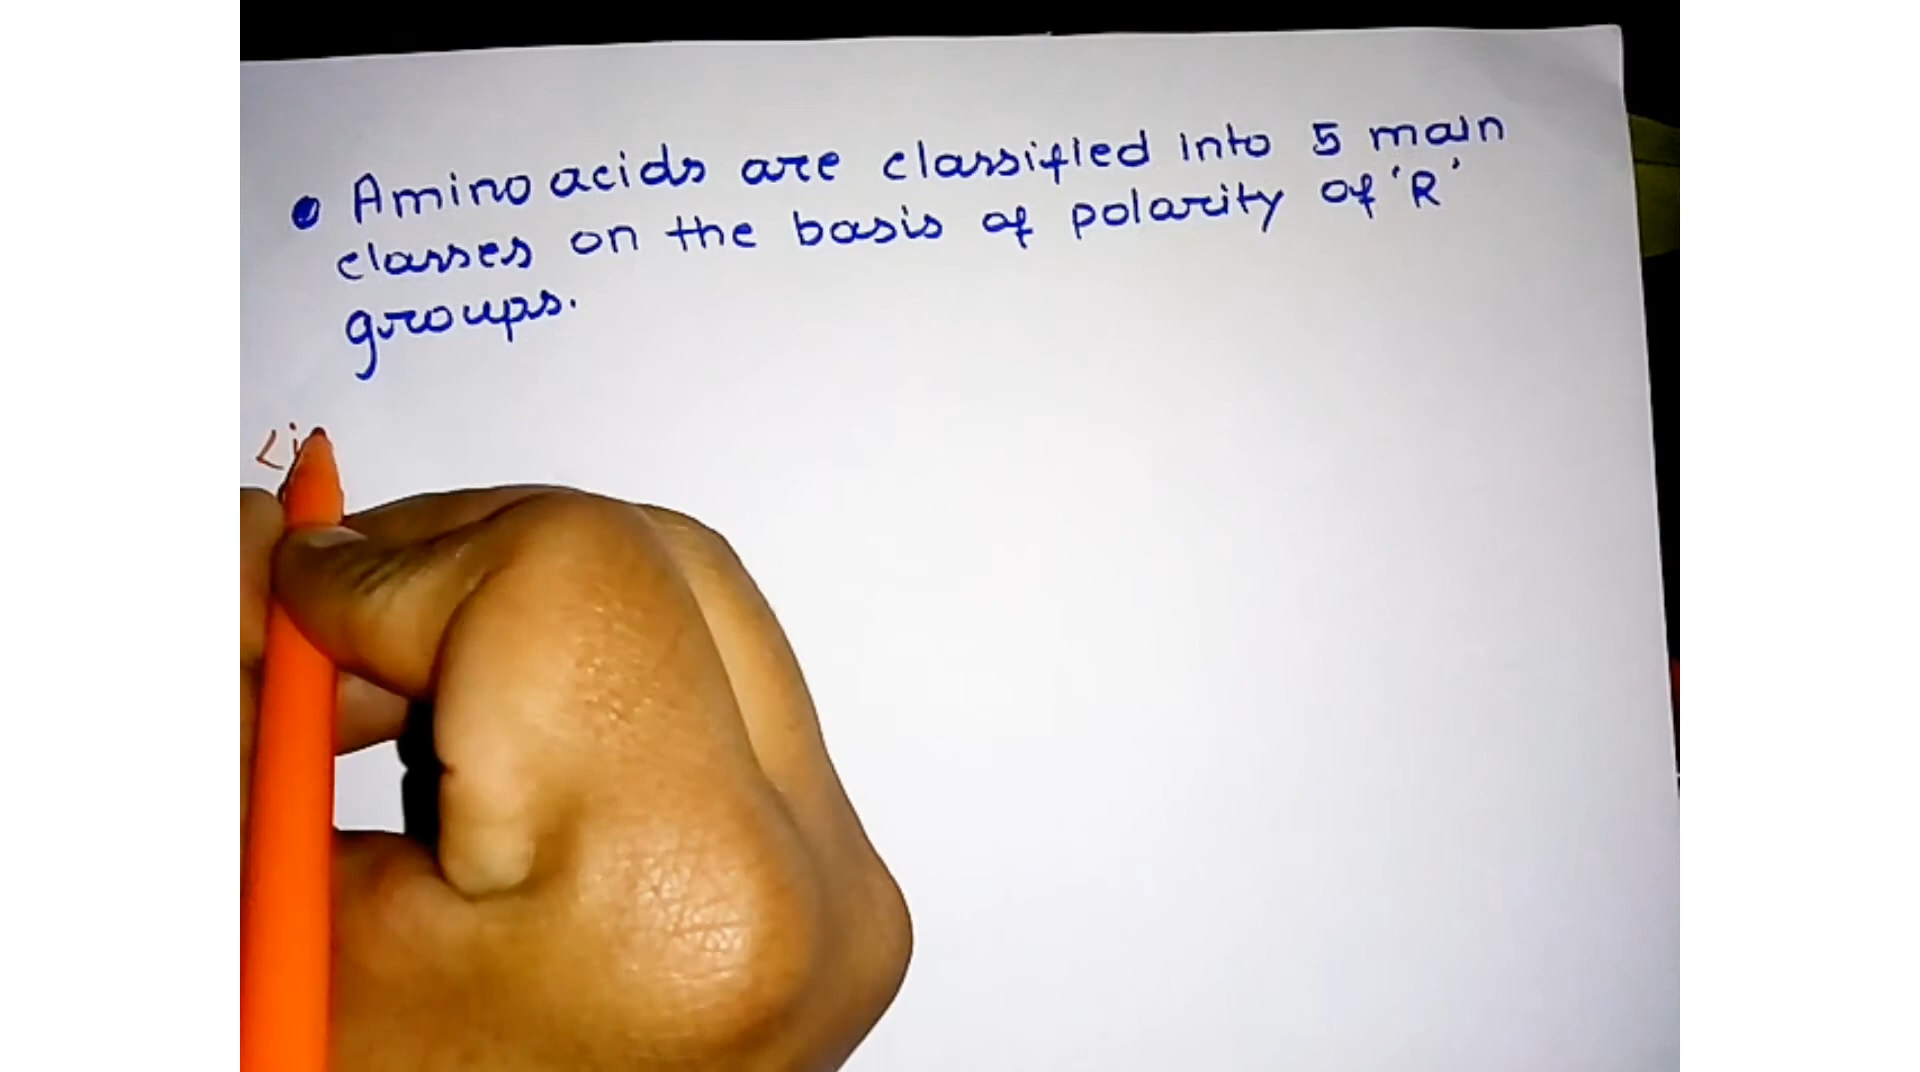 Amino acids are classified into 5 main
classes on the basis of polarity of 'R'
groups.
<i